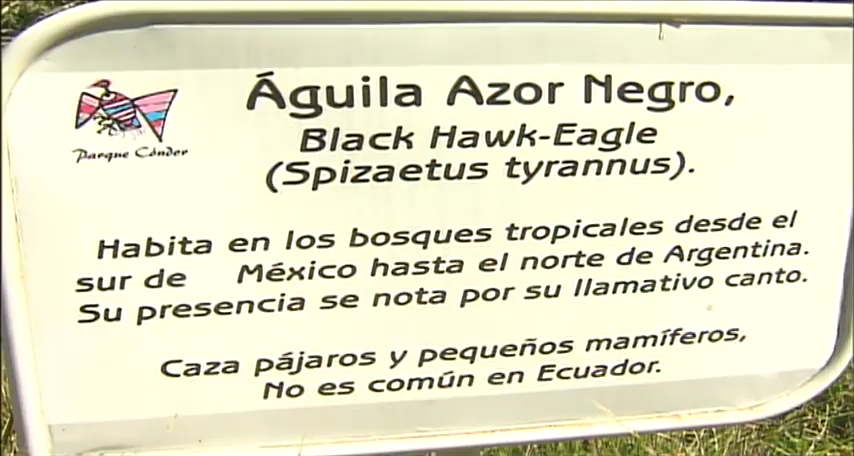 Águila Azor Negro,
Black Hawk-Eagle
(Spizaetus tyrannus).
Parque Cóndor
Habita en los bosques tropicales desde el
sur de México hasta el norte de Argentina.
Su presencia se nota por su llamativo canto.
Caza pájaros y pequeños mamíferos,
No es común en Ecuador.